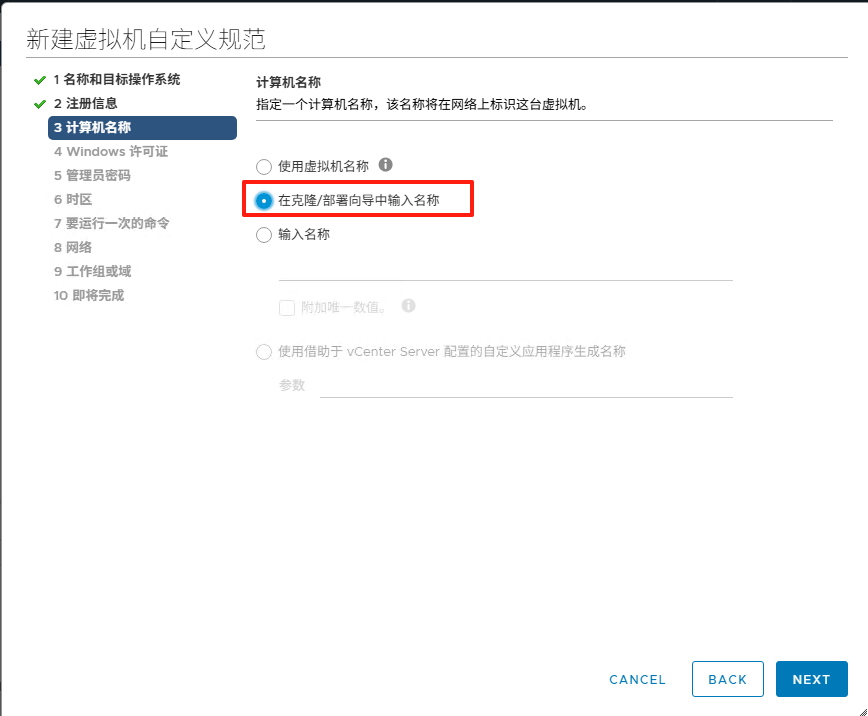 新建虚拟机自定义规范
1 名称和目标操作系统
2 注册信息
3 计算机名称
4 Windows 许可证
5 管理员密码
6 时区
7 要运行一次的命令
8 网络
9 工作组或域
10 即将完成
计算机名称
指定一个计算机名称，该名称将在网络上标识这台虚拟机。
使用虚拟机名称
在克隆/部署向导中输入名称
输入名称
附加唯一数值。
使用借助于 vCenter Server 配置的自定义应用程序生成名称
参数
CANCEL BACK NEXT